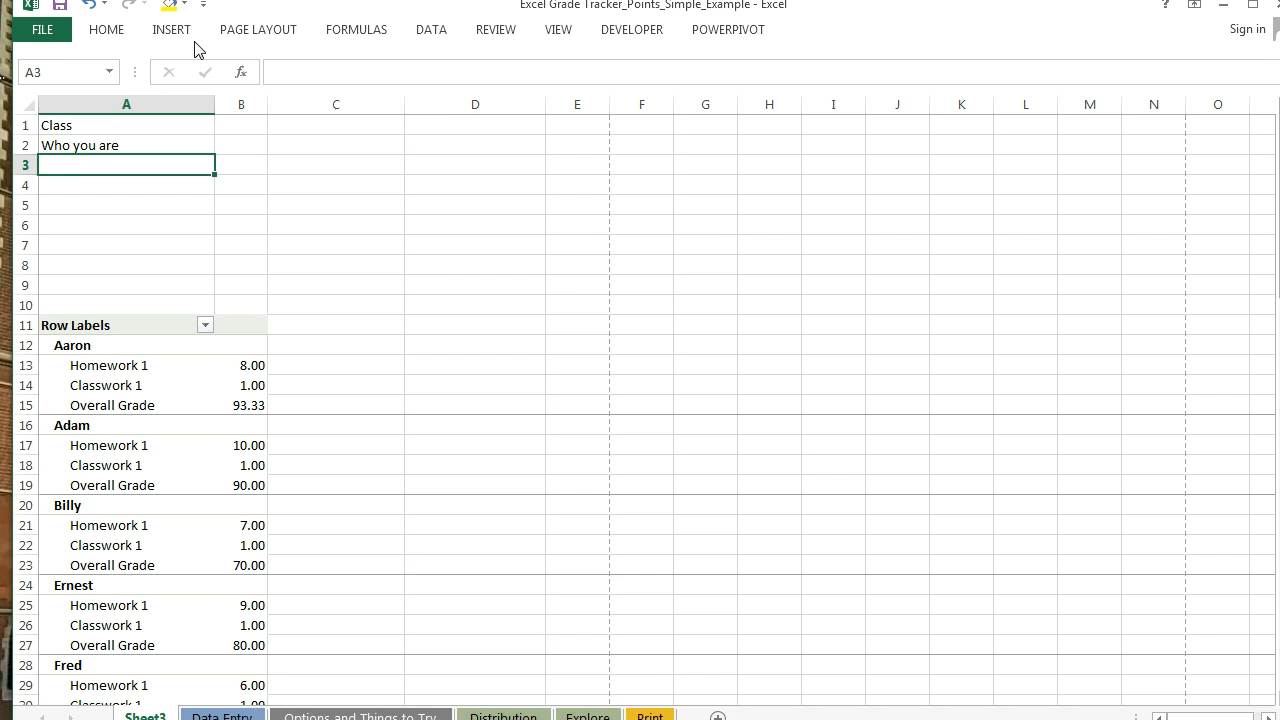 Excel Grade Tracker_Points_Simple_Example - Excel
?
FILE HOME INSERT PAGE LAYOUT FORMULAS DATA REVIEW VIEW DEVELOPER POWERPIVOT Sign in
A3 fx
A B C D E F G H I J K L M N O
1 Class
2 Who you are
3
4
5
6
7
8
9
10
11 Row Labels
12 Aaron
13 Homework 1 8.00
14 Classwork 1 1.00
15 Overall Grade 93.33
16 Adam
17 Homework 1 10.00
18 Classwork 1 1.00
19 Overall Grade 90.00
20 Billy
21 Homework 1 7.00
22 Classwork 1 1.00
23 Overall Grade 70.00
24 Ernest
25 Homework 1 9.00
26 Classwork 1 1.00
27 Overall Grade 80.00
28 Fred
29 Homework 1 6.00
30 Classwork 1 1.00
Sheet3 Data Entry Options and Things to Try Distribution Explore Print